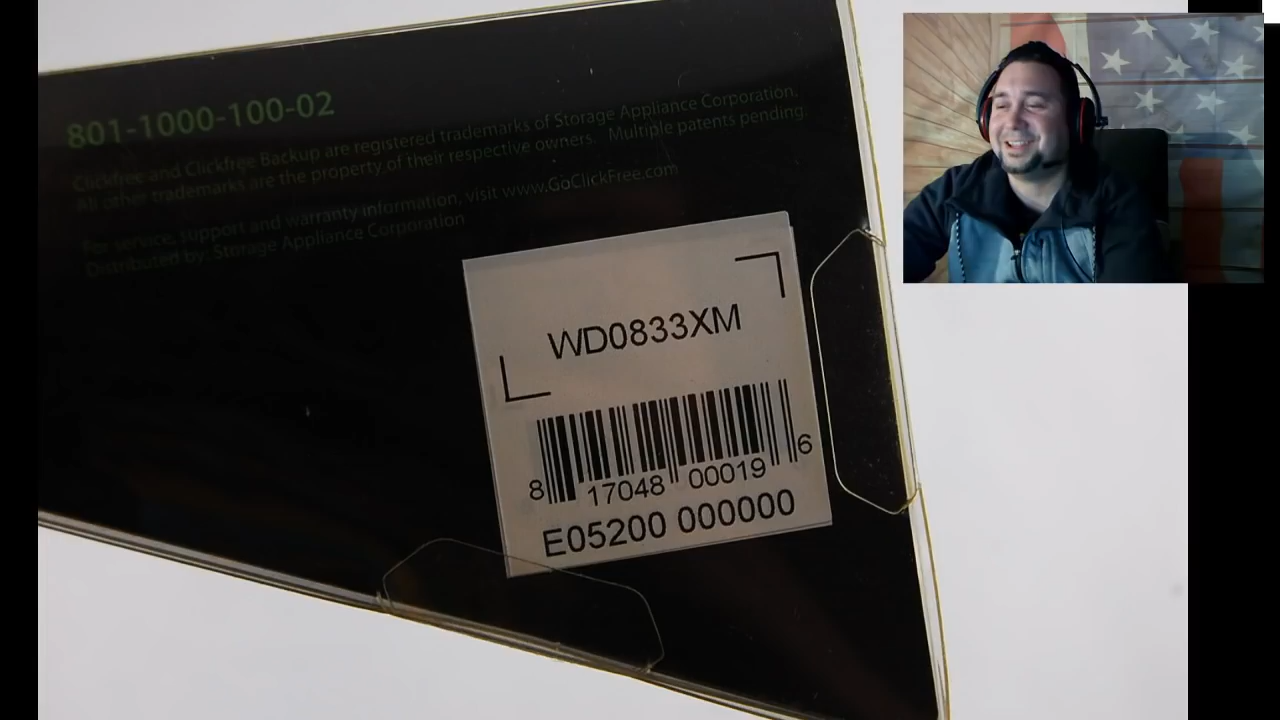 801-1000-100-02
Clickfree and Clickfree Backup are registered trademarks of Storage Appliance Corporation.
All other trademarks are the property of their respective owners. Multiple patents pending.
For service, support and warranty information, visit www.GoClickFree.com
Distributed by: Storage Appliance Corporation
WD0833XM
8 17048 00019 6
E05200 000000